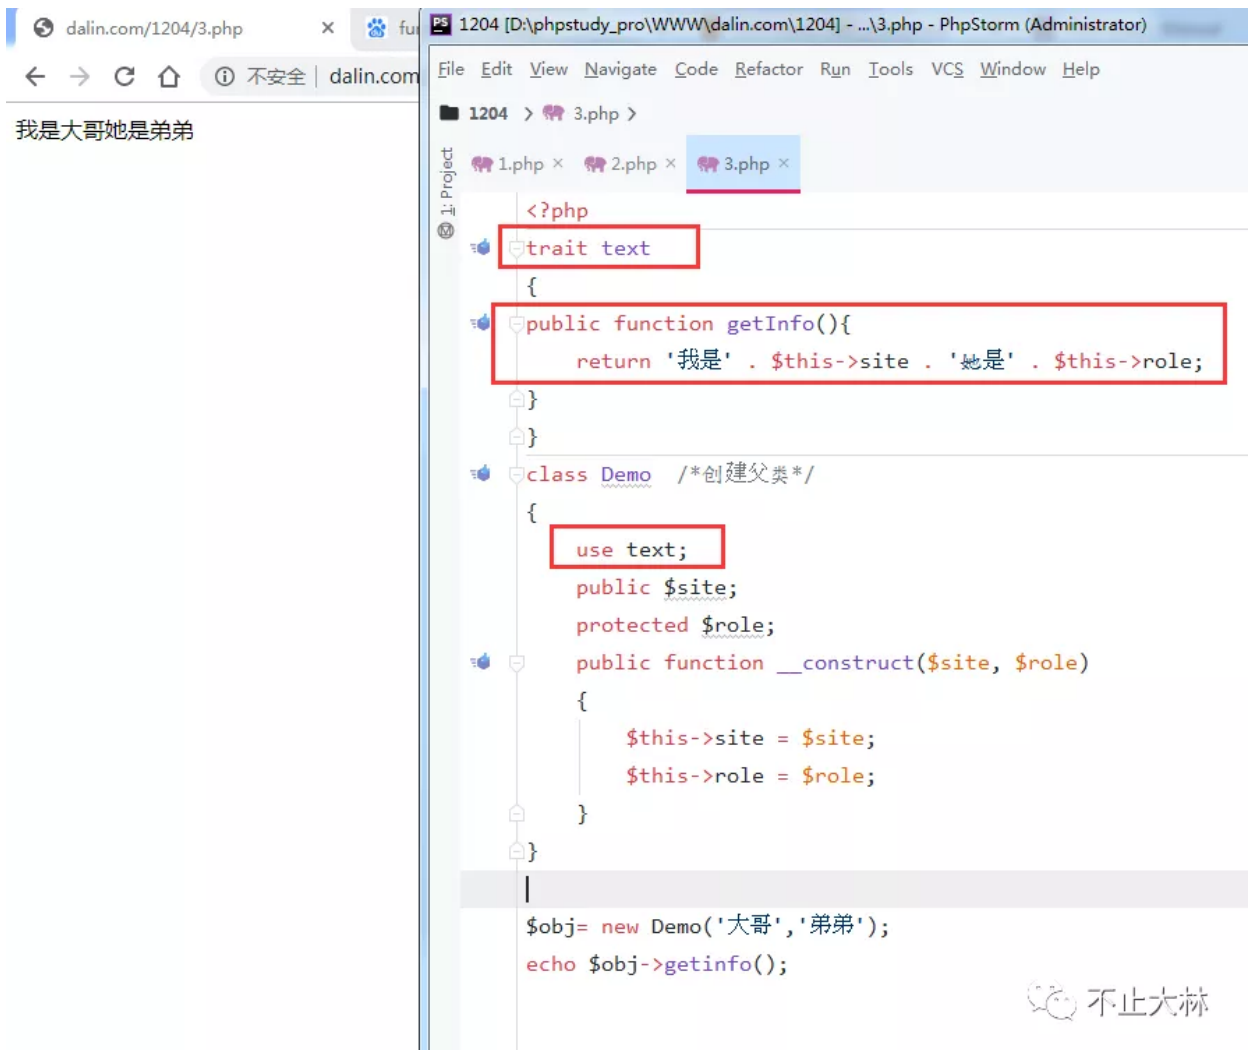 dalin.com/1204/3.php
不安全 | dalin.com
我是大哥她是弟弟
PS 1204 [D:\phpstudy_pro\WWW\dalin.com\1204] - ...\3.php - PhpStorm (Administrator)
File Edit View Navigate Code Refactor Run Tools VCS Window Help
1204 3.php
1: Project
1.php 2.php 3.php
<?php
trait text
{
public function getInfo(){
return '我是' . $this->site . '她是' . $this->role;
}
}
class Demo /*创建父类*/
{
use text;
public $site;
protected $role;
public function __construct($site, $role)
{
$this->site = $site;
$this->role = $role;
}
}
$obj= new Demo('大哥','弟弟');
echo $obj->getinfo();
不止大林